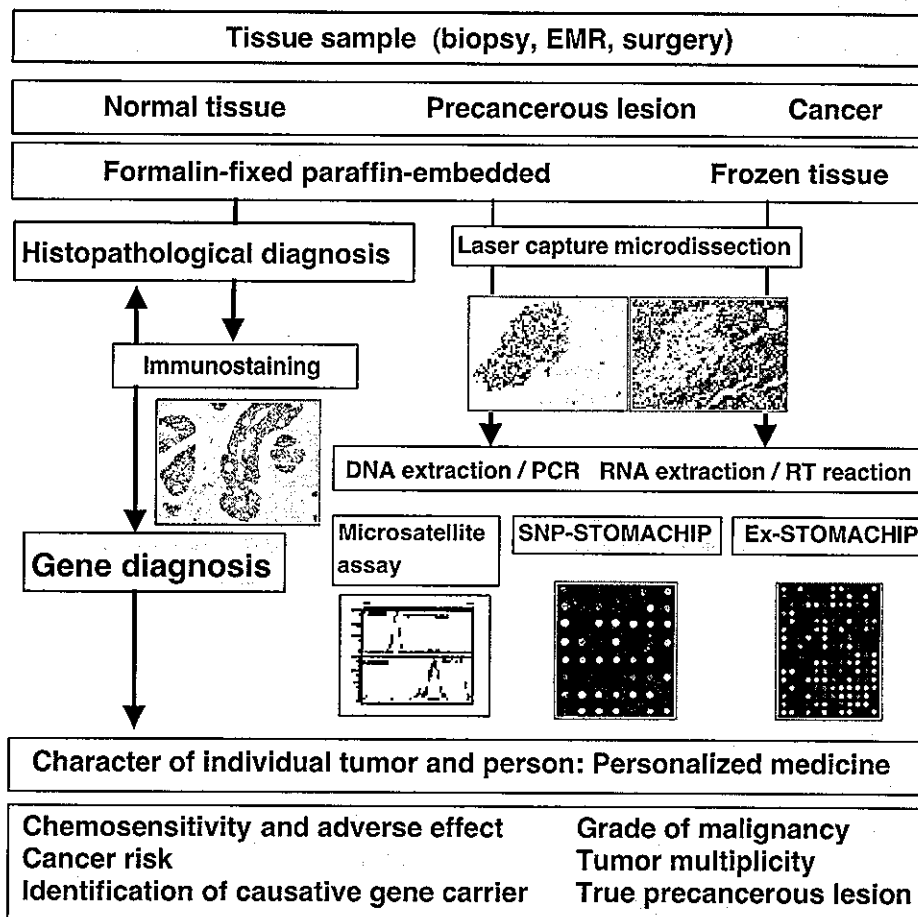 Tissue sample (biopsy, EMR, surgery)
Normal tissue Precancerous lesion Cancer
Formalin-fixed paraffin-embedded Frozen tissue
Histopathological diagnosis
Laser capture microdissection
Immunostaining
DNA extraction / PCR RNA extraction / RT reaction
Gene diagnosis
Microsatellite
assay
SNP-STOMACHIP
Ex-STOMACHIP
Character of individual tumor and person: Personalized medicine
Chemosensitivity and adverse effect
Cancer risk
Identification of causative gene carrier
Grade of malignancy
Tumor multiplicity
True precancerous lesion